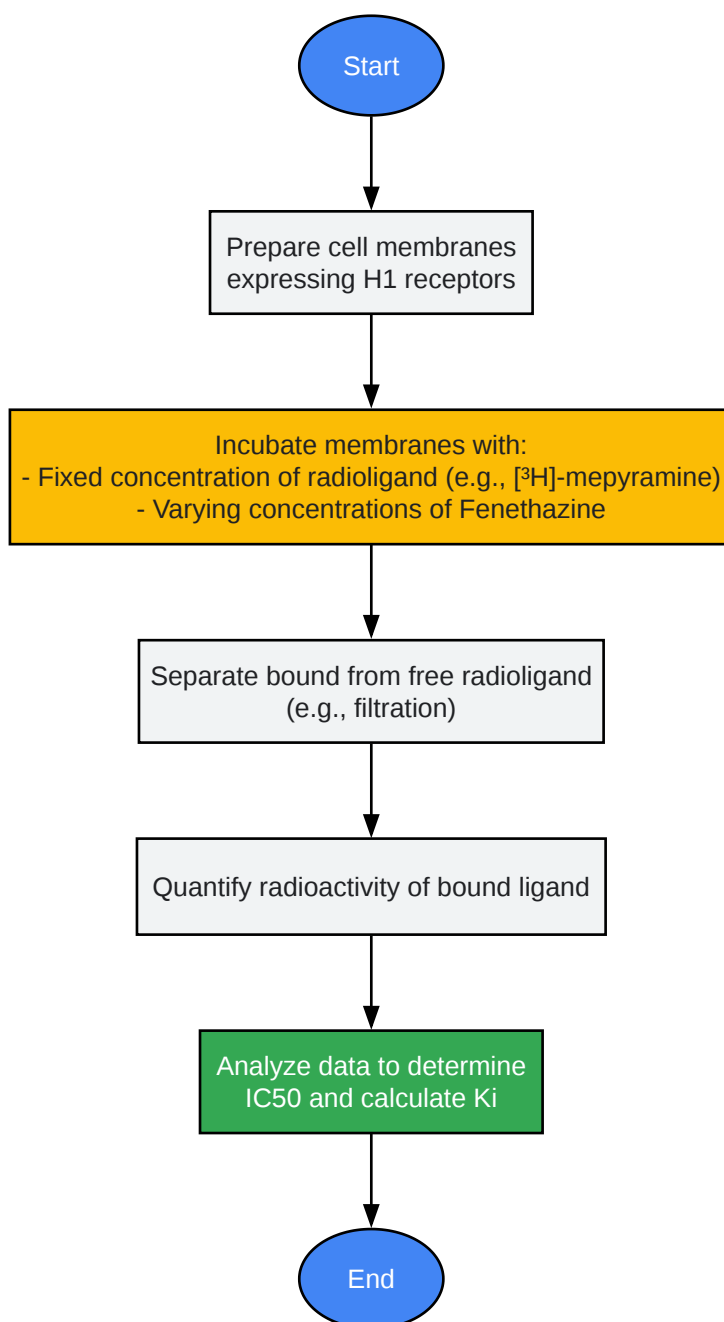 Start
Prepare cell membranes
expressing H1 receptors
Incubate membranes with:
- Fixed concentration of radioligand (e.g., [³H]-mepyramine)
- Varying concentrations of Fenethazine
Separate bound from free radioligand
(e.g., filtration)
Quantify radioactivity of bound ligand
Analyze data to determine
IC50 and calculate Ki
End